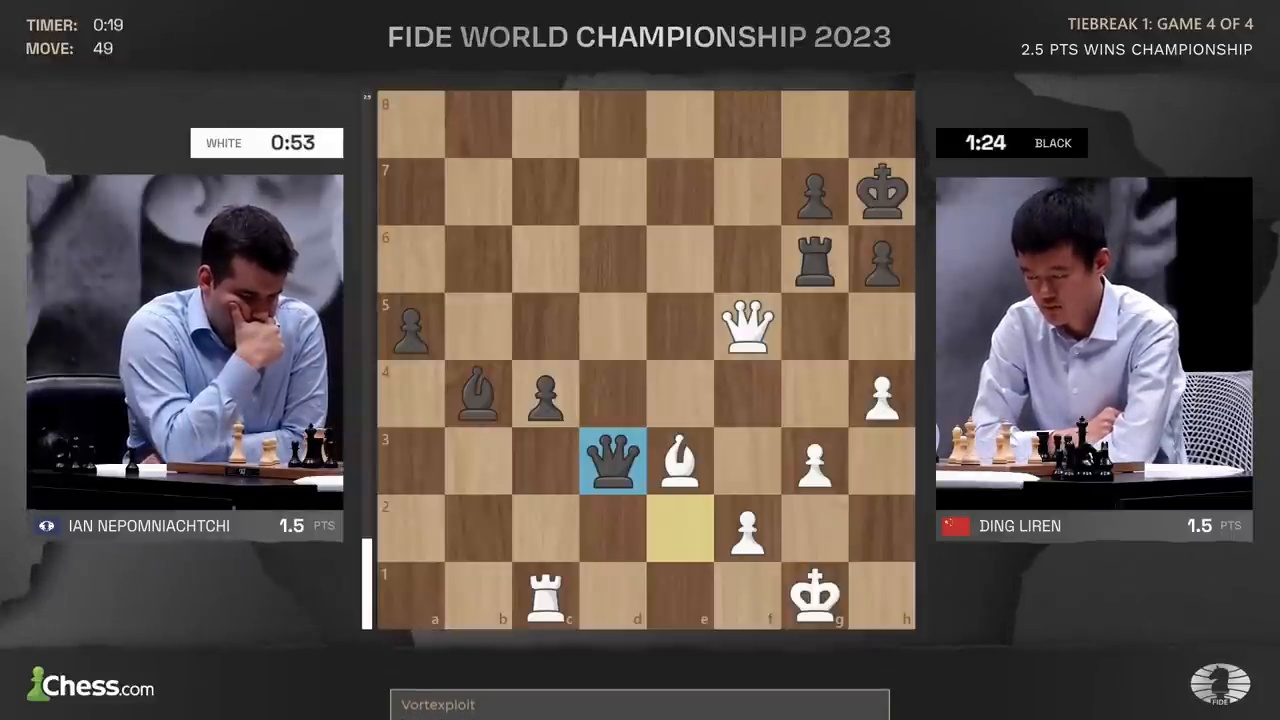 TIMER: 0:19
MOVE: 49
FIDE WORLD CHAMPIONSHIP 2023
TIEBREAK 1: GAME 4 OF 4
2.5 PTS WINS CHAMPIONSHIP
WHITE 0:53
1:24 BLACK
8
7
6
5
4
3
2
1
a b c d e f g h
IAN NEPOMNIACHTCHI 1.5 PTS
DING LIREN 1.5 PTS
Chess.com
Vortexploit
FIDE